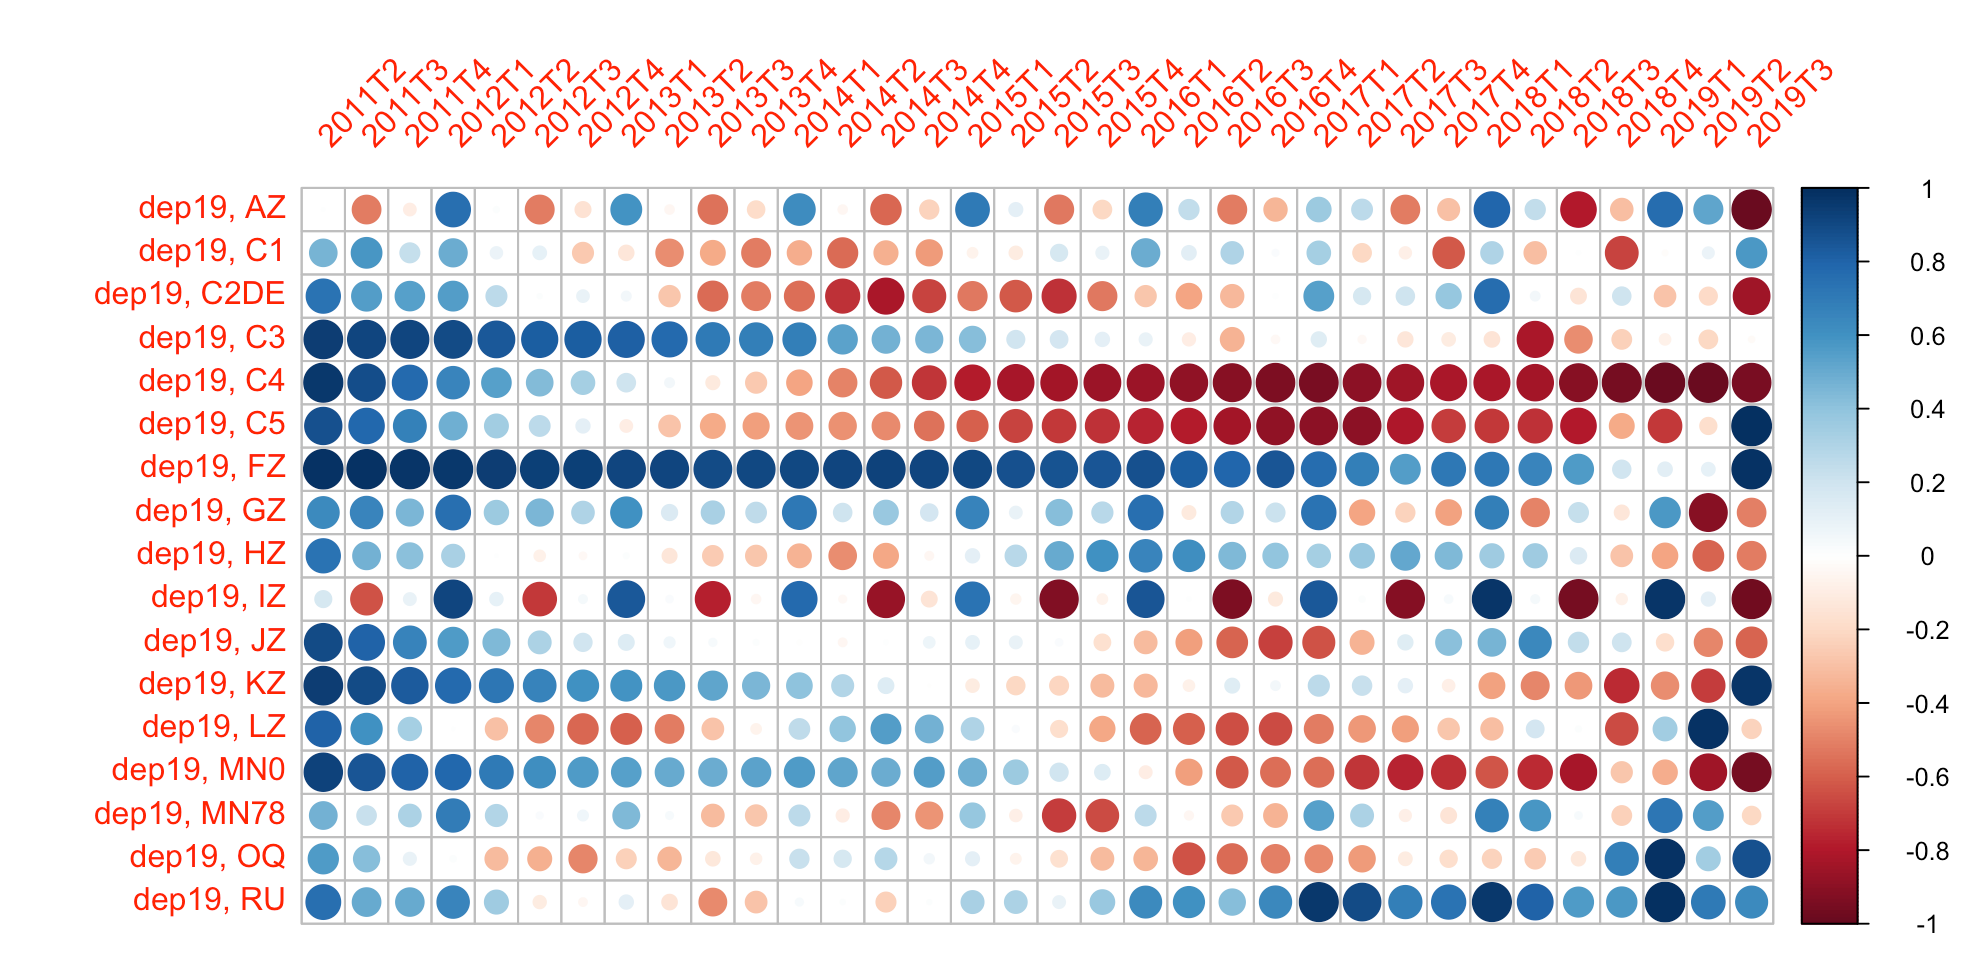 2011T2
2011T3
2011T4
2012T1
2012T2
2012T3
2012T4
2013T1
2013T2
2013T3
2013T4
2014T1
2014T2
2014T3
2014T4
2015T1
2015T2
2015T3
2015T4
2016T1
2016T2
2016T3
2016T4
2017T1
2017T2
2017T3
2017T4
2018T1
2018T2
2018T3
2018T4
2019T1
2019T2
2019T3
dep19, AZ
dep19, C1
dep19, C2DE
dep19, C3
dep19, C4
dep19, C5
dep19, FZ
dep19, GZ
dep19, HZ
dep19, IZ
dep19, JZ
dep19, KZ
dep19, LZ
dep19, MN0
dep19, MN78
dep19, OQ
dep19, RU
1
0.8
0.6
0.4
0.2
0
-0.2
-0.4
-0.6
-0.8
-1